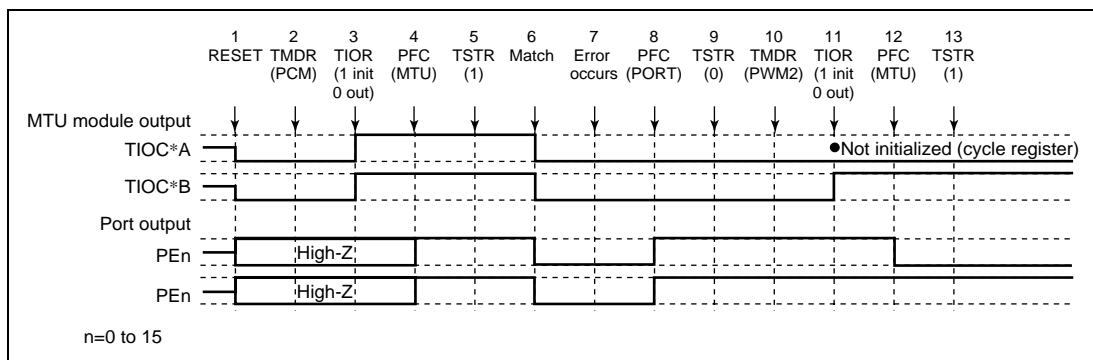 1 2 3 4 5 6 7 8 9 10 11 12 13
RESET TMDR TIOR PFC TSTR Match Error PFC TSTR TMDR TIOR PFC TSTR
(PCM) (1 init (MTU) (1) occurs (PORT) (0) (PWM2) (1 init (MTU) (1)
0 out) 0 out)
MTU module output
TIOC*A
●Not initialized (cycle register)
TIOC*B
Port output
PEn
High-Z
PEn
High-Z
n=0 to 15